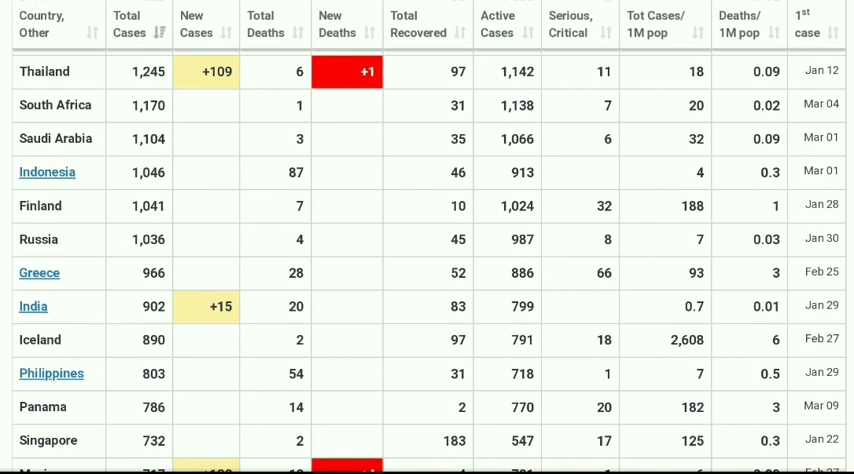 Country, Other Total Cases New Cases Total Deaths New Deaths Total Recovered Active Cases Serious, Critical Tot Cases/ 1M pop Deaths/ 1M pop 1st case
Thailand 1,245 +109 6 +1 97 1,142 11 18 0.09 Jan 12
South Africa 1,170 1 31 1,138 7 20 0.02 Mar 04
Saudi Arabia 1,104 3 35 1,066 6 32 0.09 Mar 01
Indonesia 1,046 87 46 913 4 0.3 Mar 01
Finland 1,041 7 10 1,024 32 188 1 Jan 28
Russia 1,036 4 45 987 8 7 0.03 Jan 30
Greece 966 28 52 886 66 93 3 Feb 25
India 902 +15 20 83 799 0.7 0.01 Jan 29
Iceland 890 2 97 791 18 2,608 6 Feb 27
Philippines 803 54 31 718 1 7 0.5 Jan 29
Panama 786 14 2 770 20 182 3 Mar 09
Singapore 732 2 183 547 17 125 0.3 Jan 22